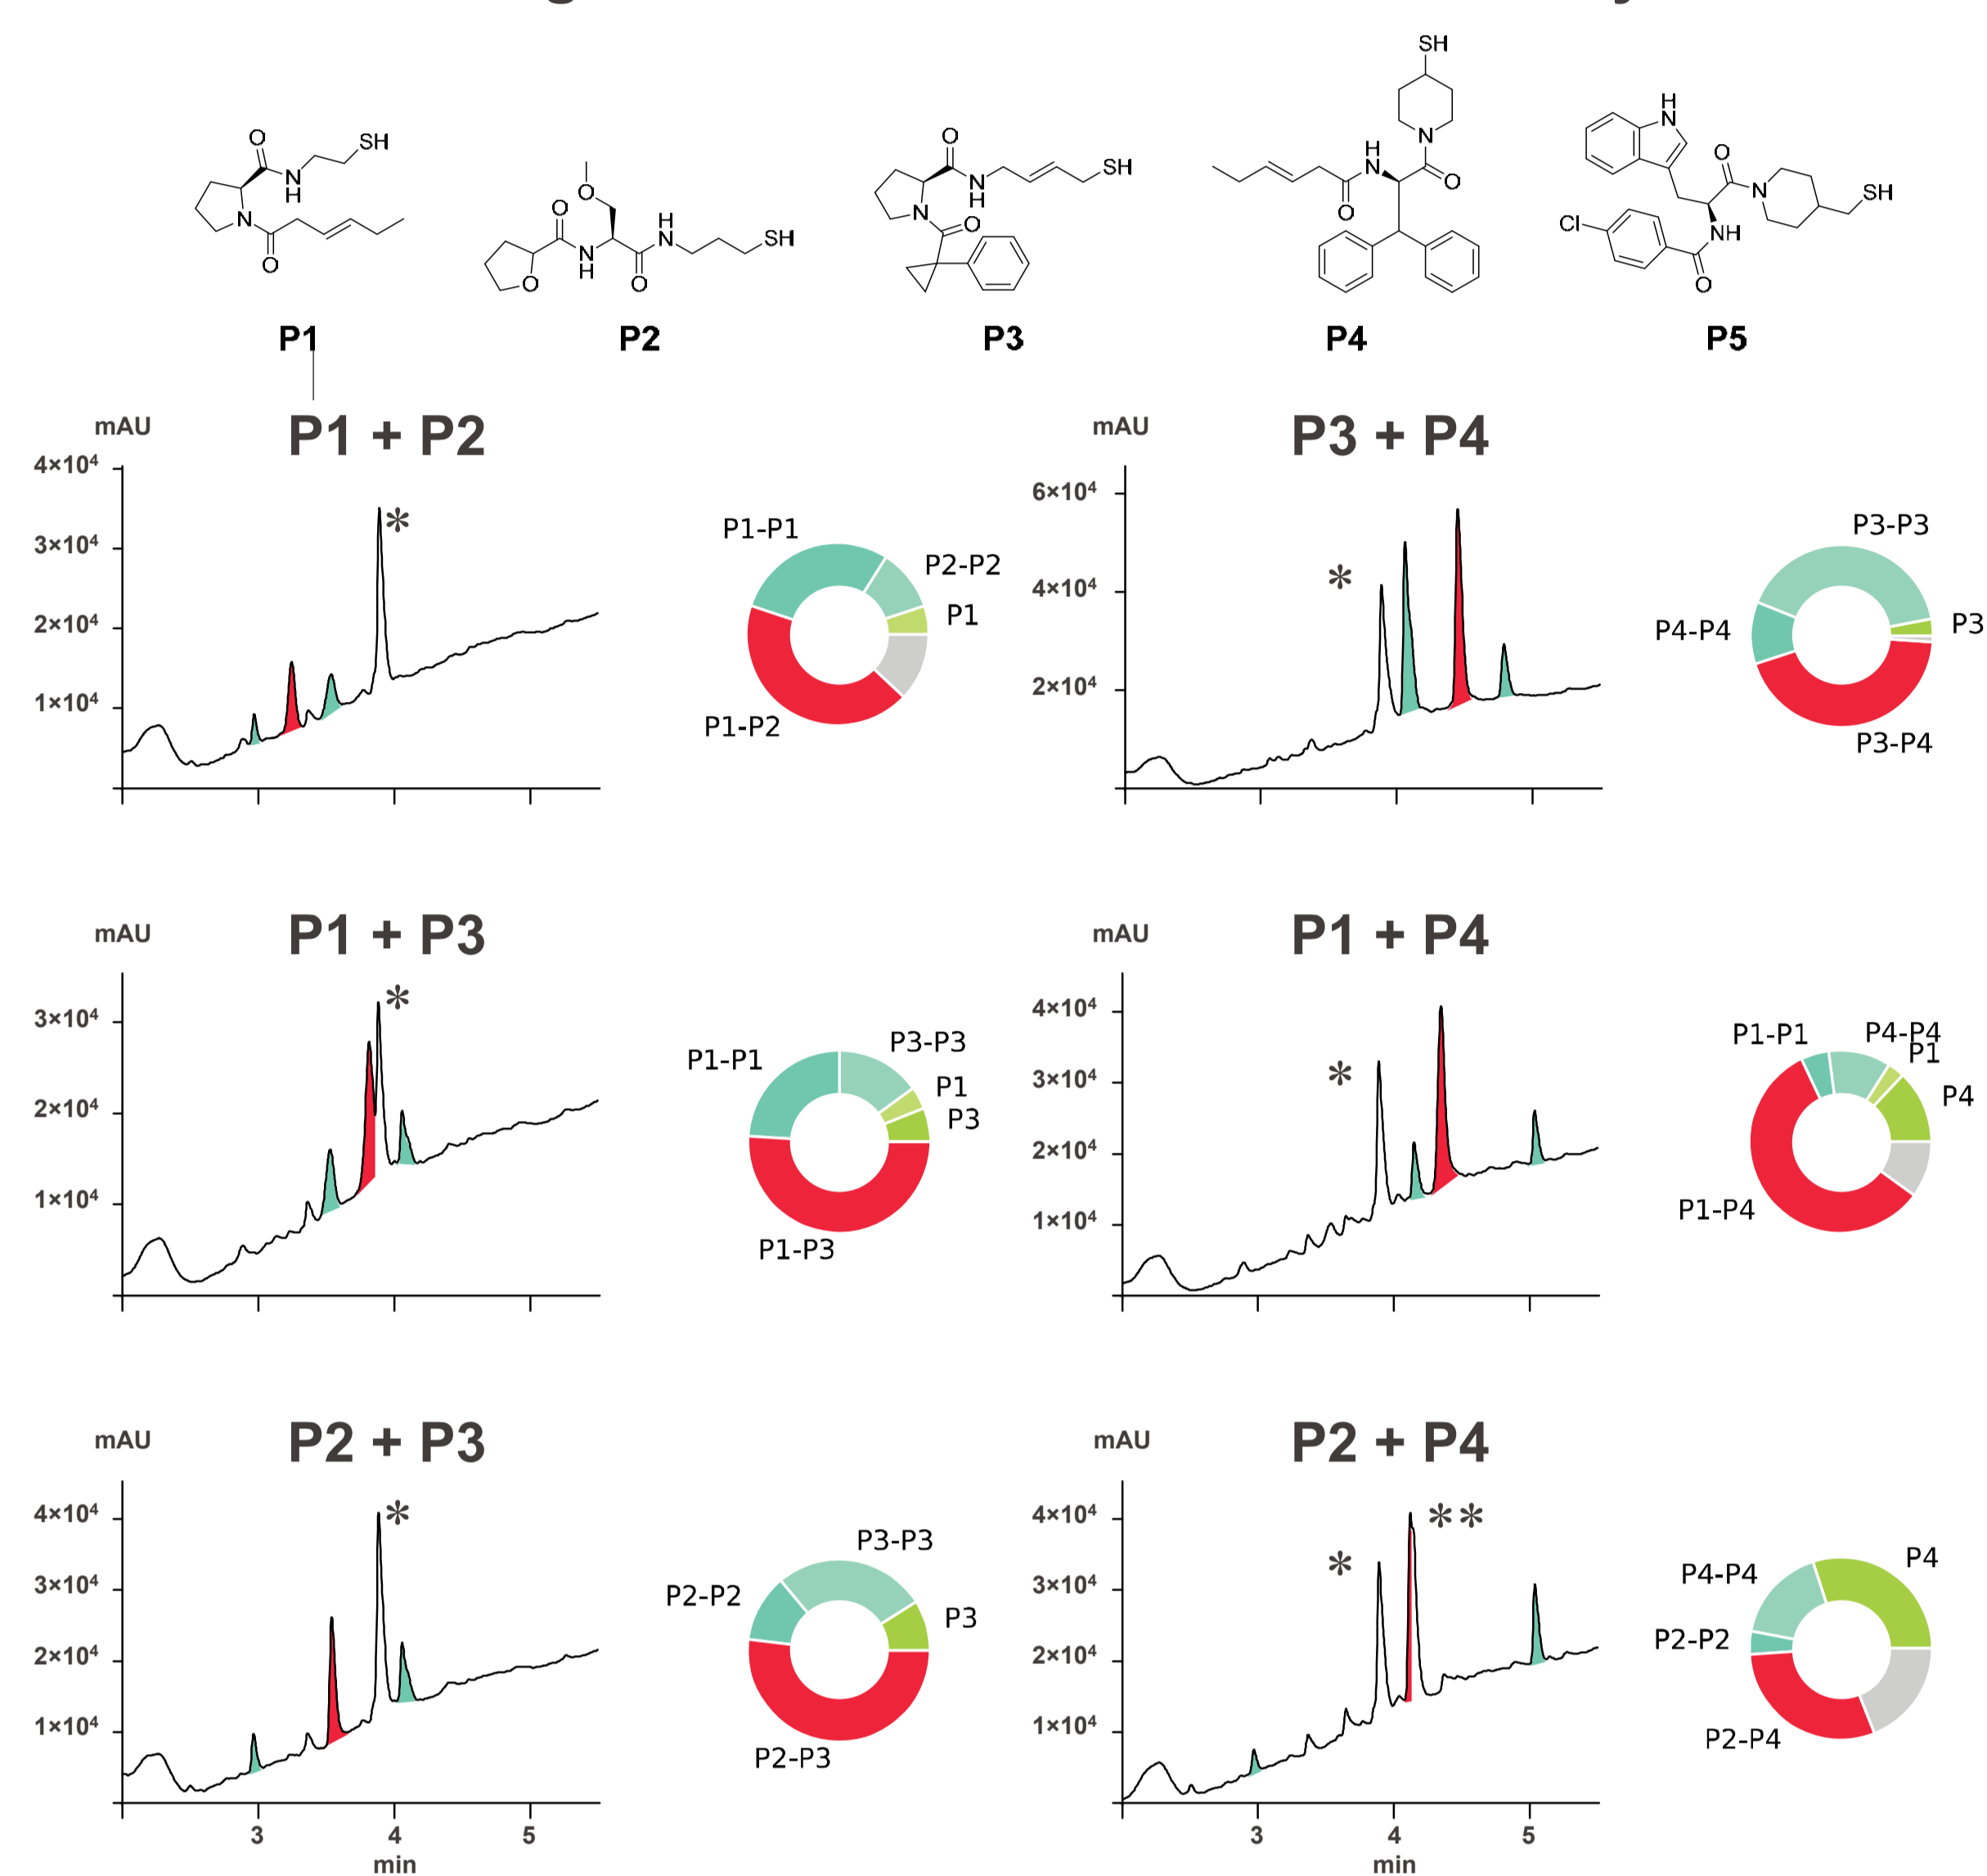 SH
O
N
H
N
O
P1
O
O
N
H
O
H
N
O
SH
P2
O
N
H
SH
N
O
P3
SH
N
H
N
O
O
P4
H
N
O
N
SH
Cl
NH
O
P5
mAU
P1 + P2
4×10⁴
3×10⁴
2×10⁴
1×10⁴
*
P1-P1
P2-P2
P1
P1-P2
mAU
P3 + P4
6×10⁴
4×10⁴
2×10⁴
*
P3-P3
P4-P4
P3
P3-P4
mAU
P1 + P3
3×10⁴
2×10⁴
1×10⁴
*
P1-P1
P3-P3
P1
P3
P1-P3
mAU
P1 + P4
4×10⁴
3×10⁴
2×10⁴
1×10⁴
*
P1-P1
P4-P4
P1
P4
P1-P4
mAU
P2 + P3
4×10⁴
3×10⁴
2×10⁴
1×10⁴
*
3 4 5
min
P3-P3
P2-P2
P3
P2-P3
mAU
P2 + P4
4×10⁴
3×10⁴
2×10⁴
1×10⁴
*
**
3 4 5
min
P4
P4-P4
P2-P2
P2-P4